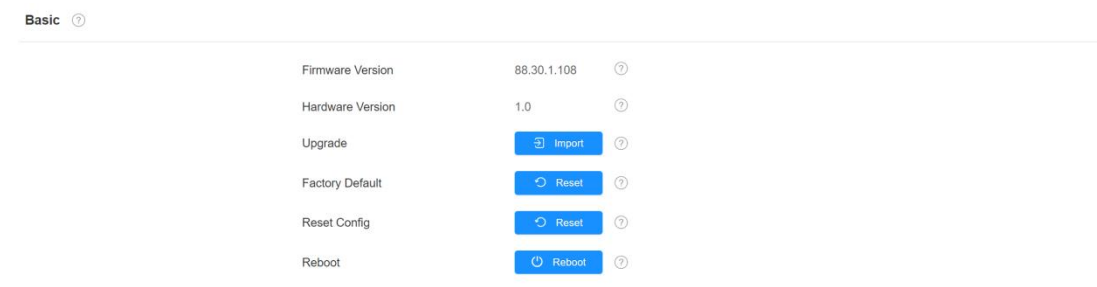 Basic ?
Firmware Version 88.30.1.108 ?
Hardware Version 1.0 ?
Upgrade Import ?
Factory Default Reset ?
Reset Config Reset ?
Reboot Reboot ?